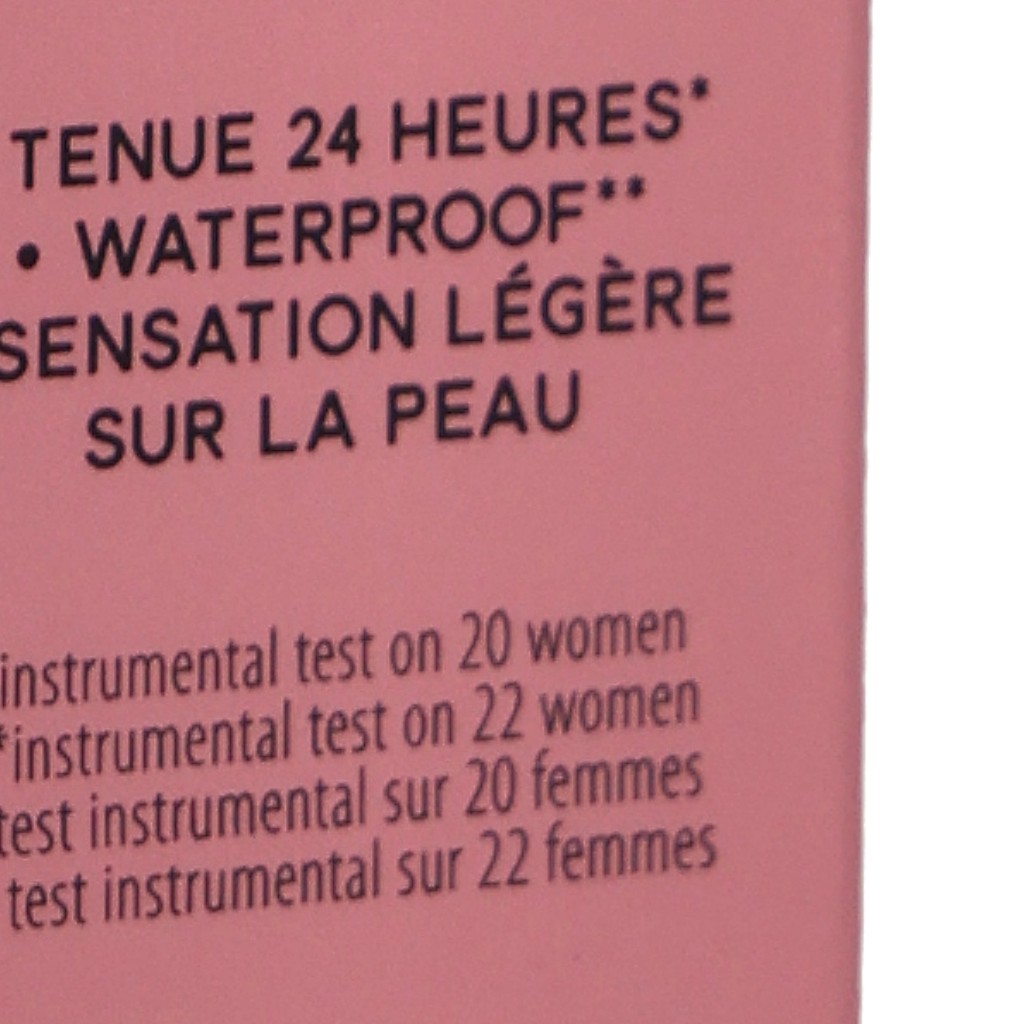 TENUE 24 HEURES*
• WATERPROOF**
SENSATION LÉGÈRE
SUR LA PEAU
instrumental test on 20 women
*instrumental test on 22 women
test instrumental sur 20 femmes
test instrumental sur 22 femmes